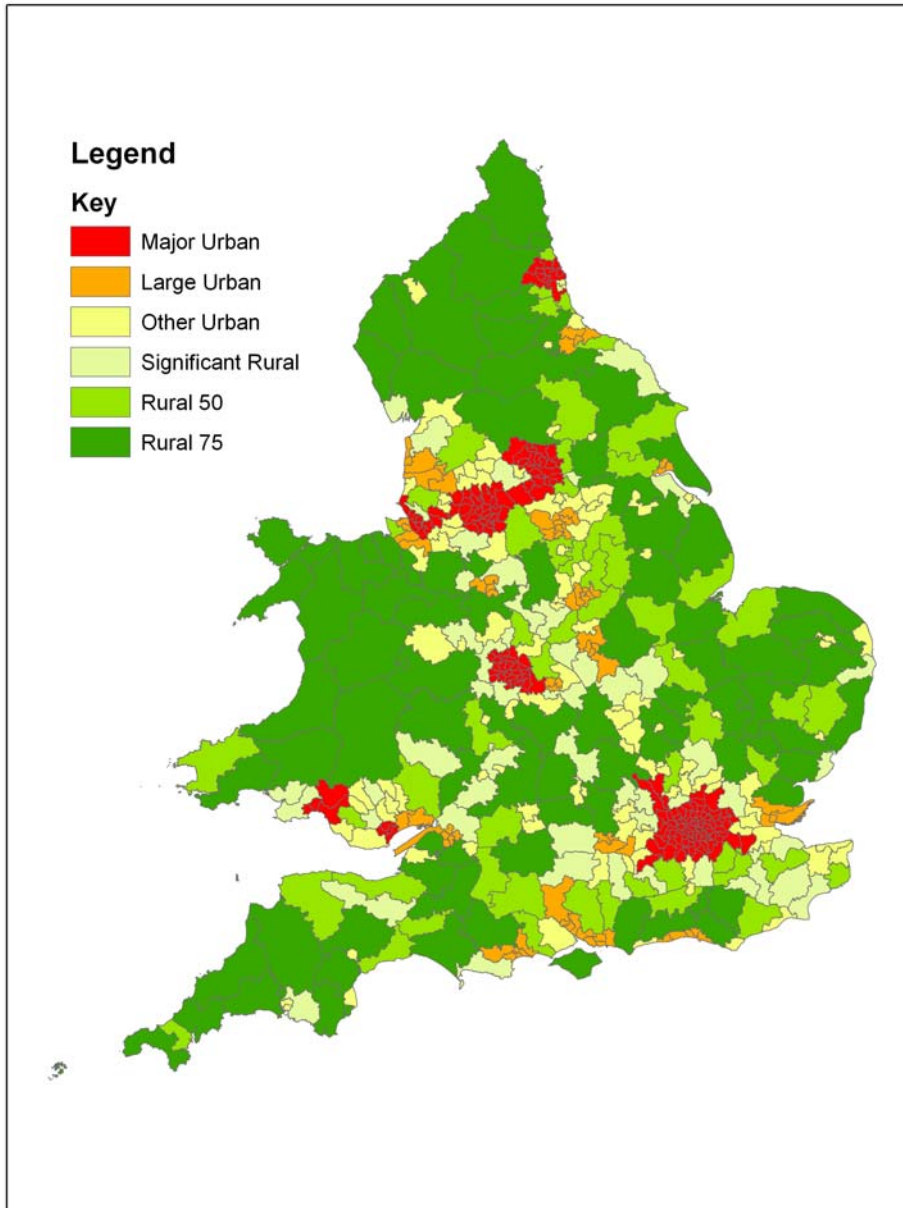 Legend
Key
Major Urban
Large Urban
Other Urban
Significant Rural
Rural 50
Rural 75